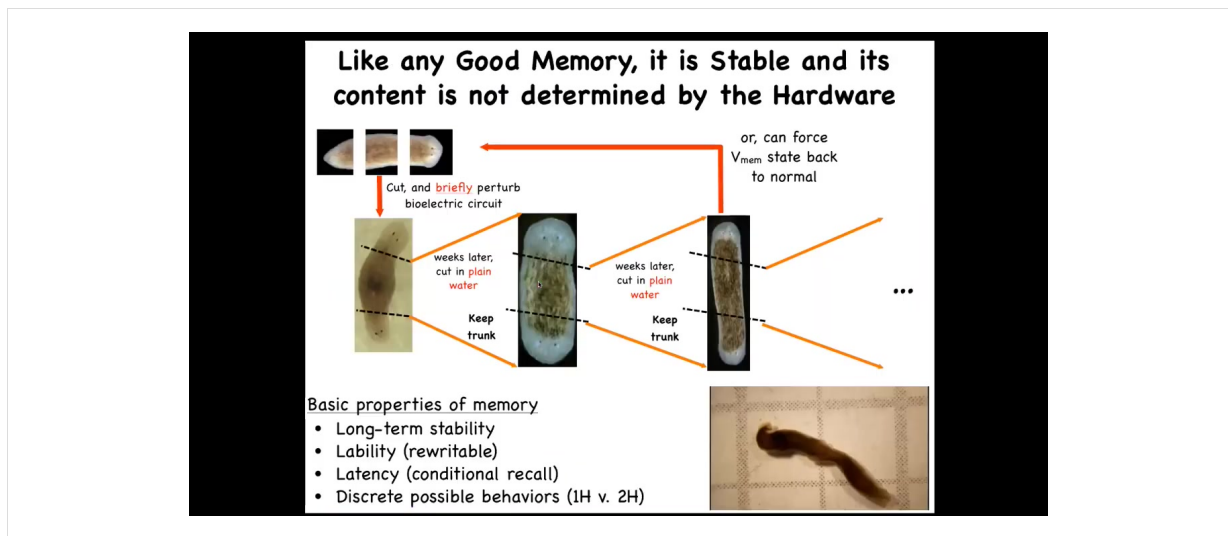 Like any Good Memory, it is Stable and its
content is not determined by the Hardware
or, can force
Vmem state back
to normal
Cut, and briefly perturb
bioelectric circuit
weeks later,
cut in plain
water
Keep
trunk
weeks later,
cut in plain
water
Keep
trunk
...
Basic properties of memory
• Long-term stability
• Lability (rewritable)
• Latency (conditional recall)
• Discrete possible behaviors (1H v. 2H)